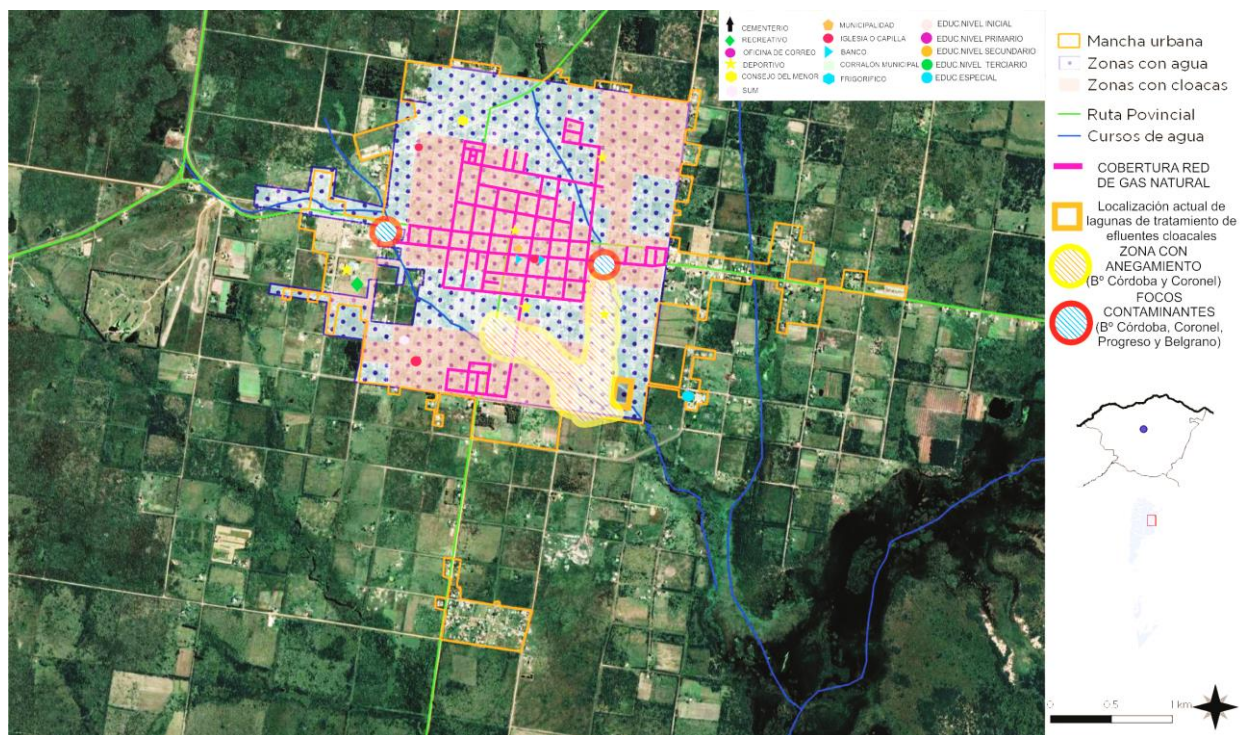 CEMENTERIO
RECREATIVO
OFICINA DE CORREO
DEPORTIVO
CONSEJO DEL MENOR
SUM
MUNICIPALIDAD
IGLESIA O CAPILLA
BANCO
CORRALÓN MUNICIPAL
FRIGORIFICO
EDUC.NIVEL INICIAL
EDUC.NIVEL PRIMARIO
EDUC.NIVEL SECUNDARIO
EDUC.NIVEL TERCIARIO
EDUC.ESPECIAL
Mancha urbana
Zonas con agua
Zonas con cloacas
Ruta Povincial
Cursos de agua
COBERTURA RED
DE GAS NATURAL
Localización actual de
lagunas de tratamiento de
efluentes cloacales
ZONA CON
ANEGAMIENTO
(Bº Córdoba y Coronel)
FOCOS
CONTAMINANTES
(Bº Córdoba, Coronel,
Progreso y Belgrano)
0 0.5 1 km